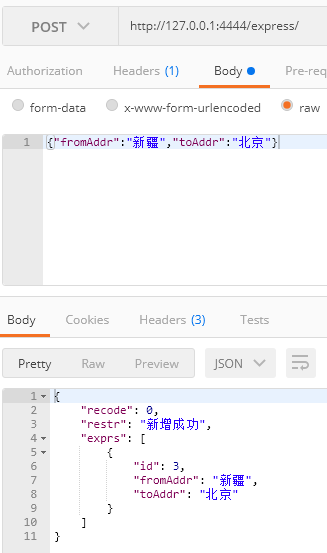 POST http://127.0.0.1:4444/express/
Authorization Headers (1) Body Pre-req
form-data x-www-form-urlencoded raw
1 {"fromAddr":"新疆","toAddr":"北京"}
Body Cookies Headers (3) Tests
Pretty Raw Preview JSON
1 {
2 "recode": 0,
3 "restr": "新增成功",
4 "exprs": [
5 {
6 "id": 3,
7 "fromAddr": "新疆",
8 "toAddr": "北京"
9 }
10 ]
11 }